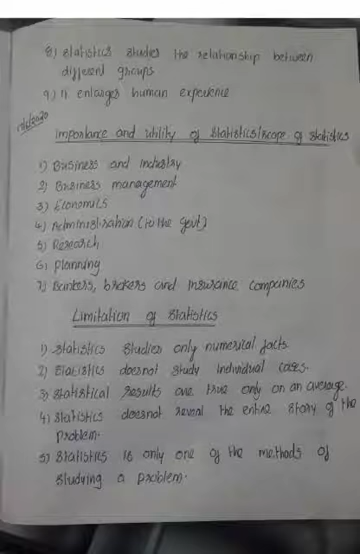 8) statistics studies the relationship between
different groups
9.) It enlarges human experience
Importance and utility of statistics/scope of statistics
1) Business and industry
2) Business management
3) Economics
4) Administration (to the govt)
5) Research
6) planning
7) Bankers, brokers and Insurance companies
Limitation of statistics
1) statistics studies only numerical facts.
2) Statistics doesnot study individual cases.
3) statistical results are true only on an average.
4) statistics doesnot reveal the entire story of the
problem.
5) statistics is only one of the methods of
studying a problem.